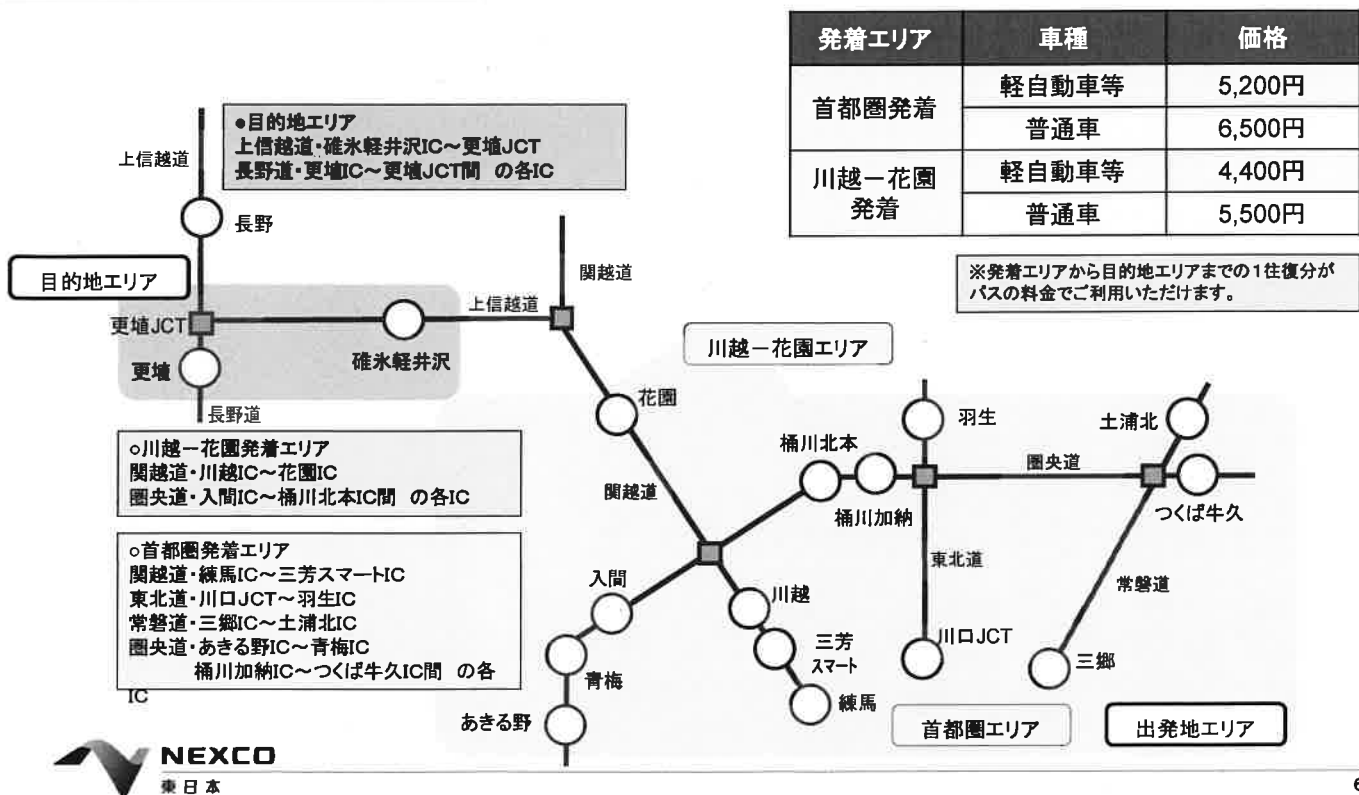 発着エリア 車種 価格
首都圏発着 軽自動車等 5,200円
普通車 6,500円
川越－花園
発着
軽自動車等 4,400円
普通車 5,500円
※発着エリアから目的地エリアまでの1往復分が
パスの料金でご利用いただけます。
●目的地エリア
上信越道・碓氷軽井沢IC～更埴JCT
長野道・更埴IC～更埴JCT間 の各IC
上信越道
長野
目的地エリア
更埴JCT
更埴
長野道
碓氷軽井沢
上信越道
関越道
川越－花園エリア
花園
関越道
桶川北本
桶川加納
羽生
圏央道
土浦北
つくば牛久
東北道
常磐道
○川越－花園発着エリア
関越道・川越IC～花園IC
圏央道・入間IC～桶川北本IC間 の各IC
○首都圏発着エリア
関越道・練馬IC～三芳スマートIC
東北道・川口JCT～羽生IC
常磐道・三郷IC～土浦北IC
圏央道・あきる野IC～青梅IC
桶川加納IC～つくば牛久IC間 の各
IC
入間
青梅
あきる野
川越
三芳
スマート
練馬
川口JCT
三郷
首都圏エリア
出発地エリア
NEXCO
東日本
6